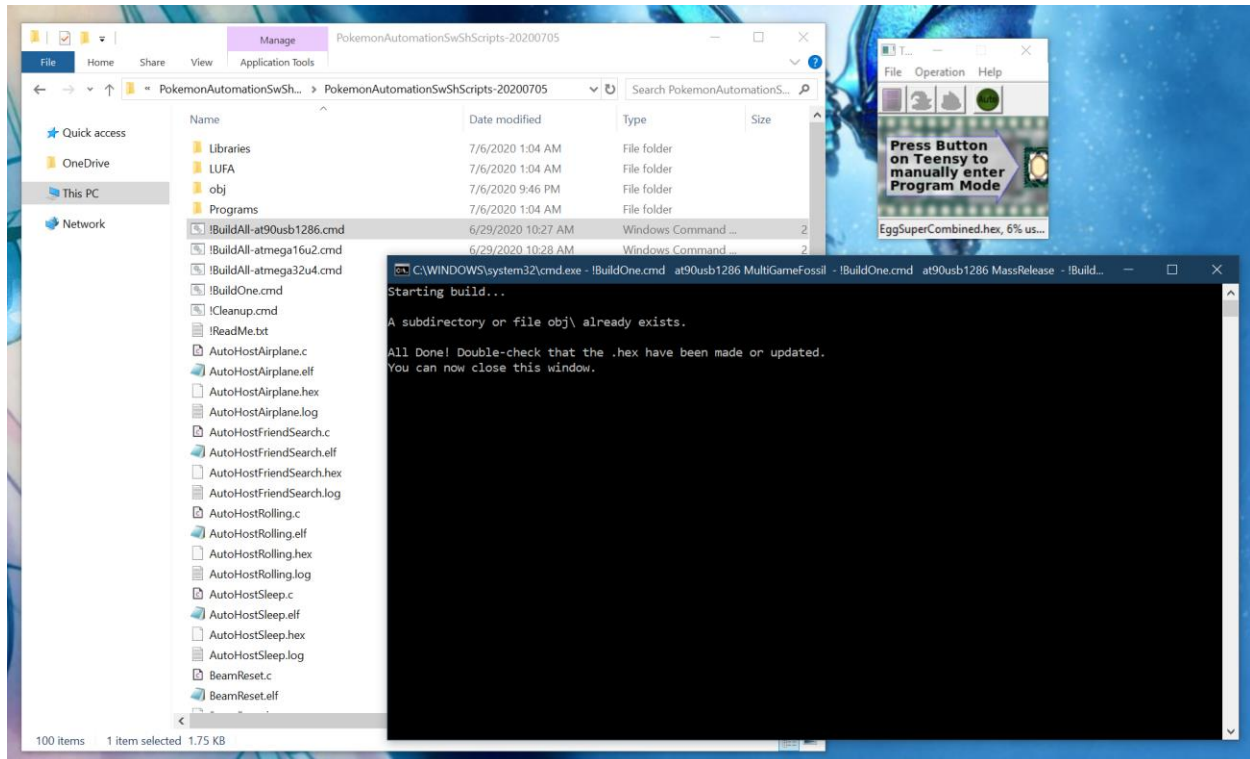 Manage
PokemonAutomationSwShScripts-20200705
File
Home
Share
View
Application Tools
« PokemonAutomationSwSh... > PokemonAutomationSwShScripts-20200705
Search PokemonAutomationS...
Quick access
OneDrive
This PC
Network
Name Date modified Type Size
Libraries 7/6/2020 1:04 AM File folder
LUFA 7/6/2020 1:04 AM File folder
obj 7/6/2020 9:46 PM File folder
Programs 7/6/2020 1:04 AM File folder
!BuildAll-at90usb1286.cmd 6/29/2020 10:27 AM Windows Command ... 2
!BuildAll-atmega16u2.cmd 6/29/2020 10:28 AM Windows Command ... 2
!BuildAll-atmega32u4.cmd
!BuildOne.cmd
!Cleanup.cmd
!ReadMe.txt
AutoHostAirplane.c
AutoHostAirplane.elf
AutoHostAirplane.hex
AutoHostAirplane.log
AutoHostFriendSearch.c
AutoHostFriendSearch.elf
AutoHostFriendSearch.hex
AutoHostFriendSearch.log
AutoHostRolling.c
AutoHostRolling.elf
AutoHostRolling.hex
AutoHostRolling.log
AutoHostSleep.c
AutoHostSleep.elf
AutoHostSleep.hex
AutoHostSleep.log
BeamReset.c
BeamReset.elf
100 items 1 item selected 1.75 KB
T...
File Operation Help
Auto
Press Button
on Teensy to
manually enter
Program Mode
EggSuperCombined.hex, 6% us...
C:\WINDOWS\system32\cmd.exe - !BuildOne.cmd at90usb1286 MultiGameFossil - !BuildOne.cmd at90usb1286 MassRelease - !Build...
Starting build...
A subdirectory or file obj\ already exists.
All Done! Double-check that the .hex have been made or updated.
You can now close this window.